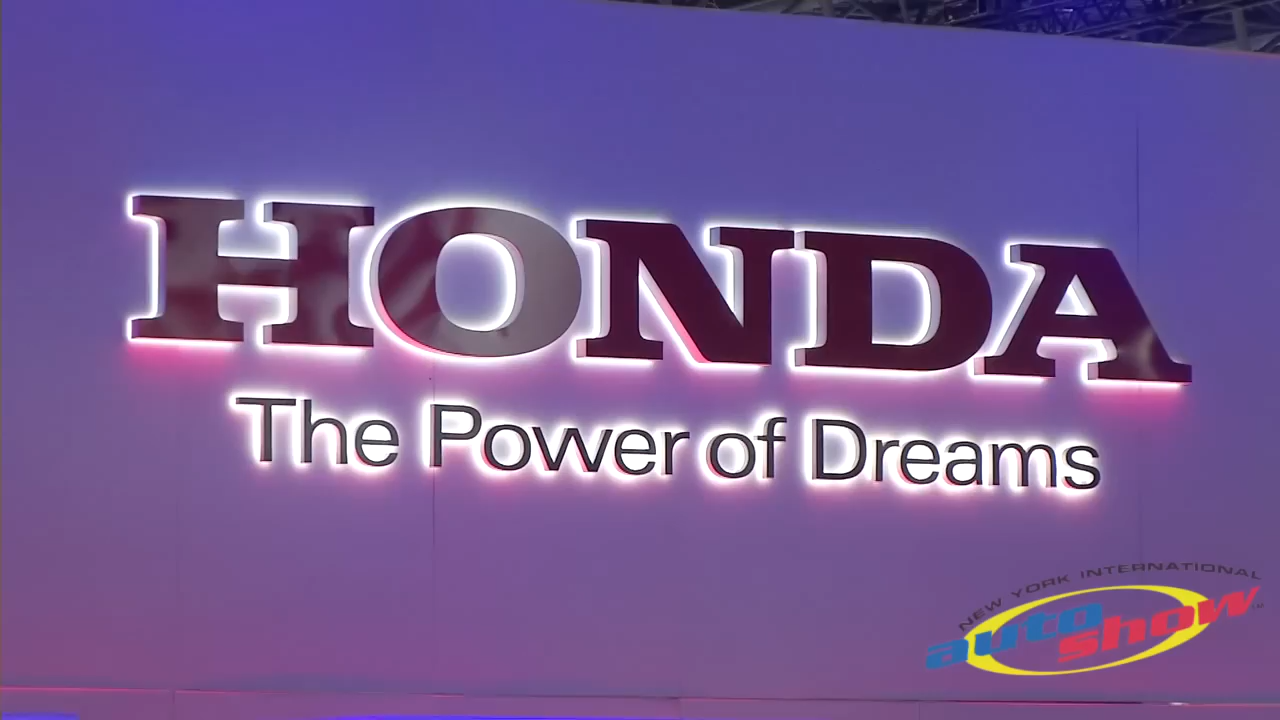 HONDA
The Power of Dreams
NEW YORK INTERNATIONAL
auto
show